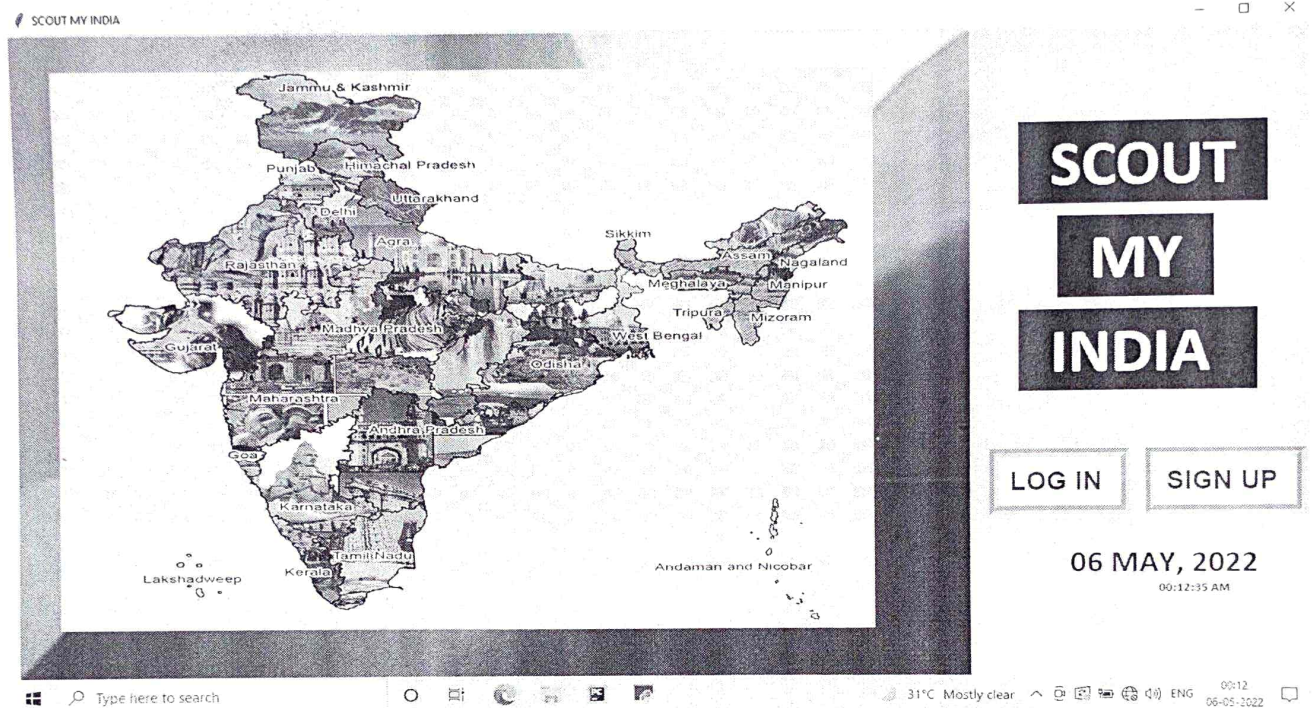 SCOUT MY INDIA
Jammu & Kashmir
Punjab
Himachal Pradesh
Uttarakhand
Delhi
Agra
Rajasthan
Sikkim
Assam
Nagaland
Meghalaya
Manipur
Tripura
Mizoram
Madhya Pradesh
West Bengal
Gujarat
Odisha
Maharashtra
Andhra Pradesh
Goa
Karnataka
Tamil Nadu
Kerala
Lakshadweep
Andaman and Nicobar
SCOUT
MY
INDIA
LOG IN
SIGN UP
06 MAY, 2022
00:12:35 AM
Type here to search
31°C Mostly clear
ENG
00:12
06-05-2022